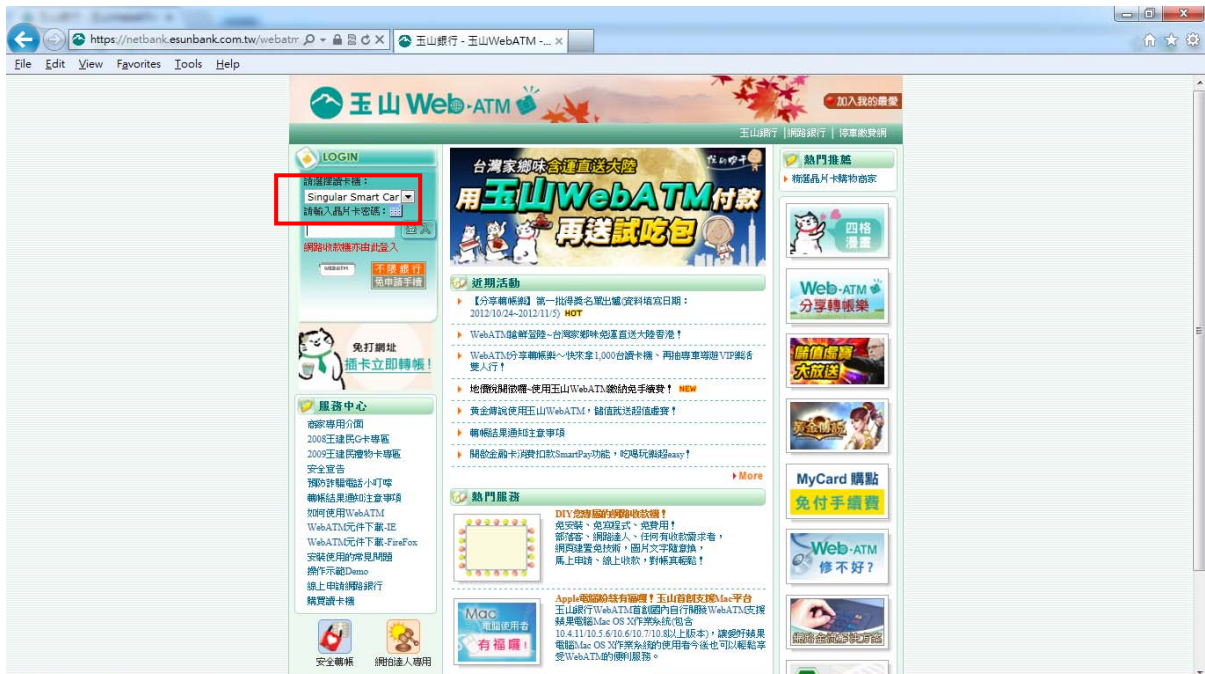 https://netbank.esunbank.com.tw/webatm
玉山銀行 - 玉山WebATM -...
File Edit View Favorites Tools Help
玉山 Web-ATM
加入我的最愛
玉山銀行 | 網路銀行 | 停車繳費網
LOGIN
請選擇讀卡機：
Singular Smart Car
請輸入晶片卡密碼：
登入
網路收款機亦由此登入
不限銀行
免申請手續
免打網址
插卡立即轉帳！
服務中心
商家專用介面
2008王建民G卡專區
2009王建民禮物卡專區
安全宣告
預防詐騙電話小叮嚀
轉帳結果通知注意事項
如何使用WebATM
WebATM元件下載-IE
WebATM元件下載-FireFox
安裝使用的常見問題
操作示範Demo
線上申請網路銀行
購買讀卡機
安全轉帳
網拍達人專用
台灣家鄉味免運直送大陸
用玉山WebATM付款
再送試吃包
近期活動
【分享轉帳樂】第一批得獎名單出爐(資料填寫日期：
2012/10/24~2012/11/5) HOT
WebATM搶鮮登陸~台灣家鄉味免運直送大陸香港！
WebATM分享轉帳樂～快來拿1,000台讀卡機、再抽專車導遊VIP鄉香
雙人行！
地價稅開徵囉~使用玉山WebATM繳納免手續費！ NEW
黃金傳說使用玉山WebATM，儲值就送超值虛寶！
轉帳結果通知注意事項
開啟金融卡消費扣款SmartPay功能，吃喝玩樂超easy！
More
熱門服務
DIY您專屬的網路收款機！
免安裝、免寫程式、免費用！
部落客、網路達人、任何有收款需求者，
網頁建置免技術，圖片文字隨意換，
馬上申請、線上收款，對帳真輕鬆！
Mac
電腦使用者
有福囉！
Apple電腦粉絲有福囉！玉山首創支援Mac平台
玉山銀行WebATM首創國內自行開發WebATM支援
蘋果電腦Mac OS X作業系統(包含
10.4.11/10.5.6/10.6/10.7/10.8以上版本)，讓愛好蘋果
電腦Mac OS X作業系統的使用者今後也可以輕鬆享
受WebATM的便利服務。
熱門推薦
精選晶片卡購物商家
四格
漫畫
Web-ATM
分享轉帳樂
儲值虛寶
大放送
黃金傳說
MyCard 購點
免付手續費
Web-ATM
修不好?
網路金流解決方案